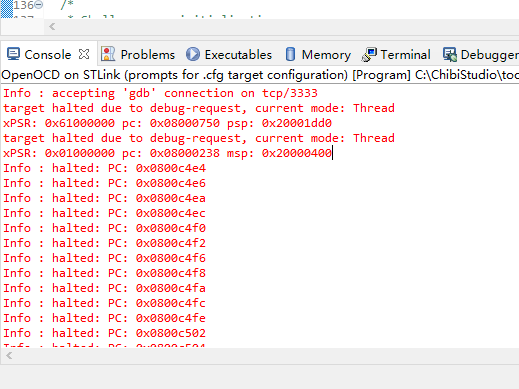 136 /*
Console Problems Executables Memory Terminal Debugger
OpenOCD on STLink (prompts for .cfg target configuration) [Program] C:\ChibiStudio\too
Info : accepting 'gdb' connection on tcp/3333
target halted due to debug-request, current mode: Thread
xPSR: 0x61000000 pc: 0x08000750 psp: 0x20001dd0
target halted due to debug-request, current mode: Thread
xPSR: 0x01000000 pc: 0x08000238 msp: 0x20000400
Info : halted: PC: 0x0800c4e4
Info : halted: PC: 0x0800c4e6
Info : halted: PC: 0x0800c4ea
Info : halted: PC: 0x0800c4ec
Info : halted: PC: 0x0800c4f0
Info : halted: PC: 0x0800c4f2
Info : halted: PC: 0x0800c4f6
Info : halted: PC: 0x0800c4f8
Info : halted: PC: 0x0800c4fa
Info : halted: PC: 0x0800c4fc
Info : halted: PC: 0x0800c4fe
Info : halted: PC: 0x0800c502
Info : halted: PC: 0x0800c504